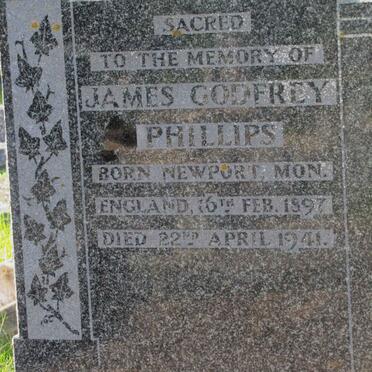 SACRED
TO THE MEMORY OF
JAMES GODFREY
PHILLIPS
BORN NEWPORT, MON.
ENGLAND, 16TH FEB. 1897
DIED 22ND APRIL 1941.